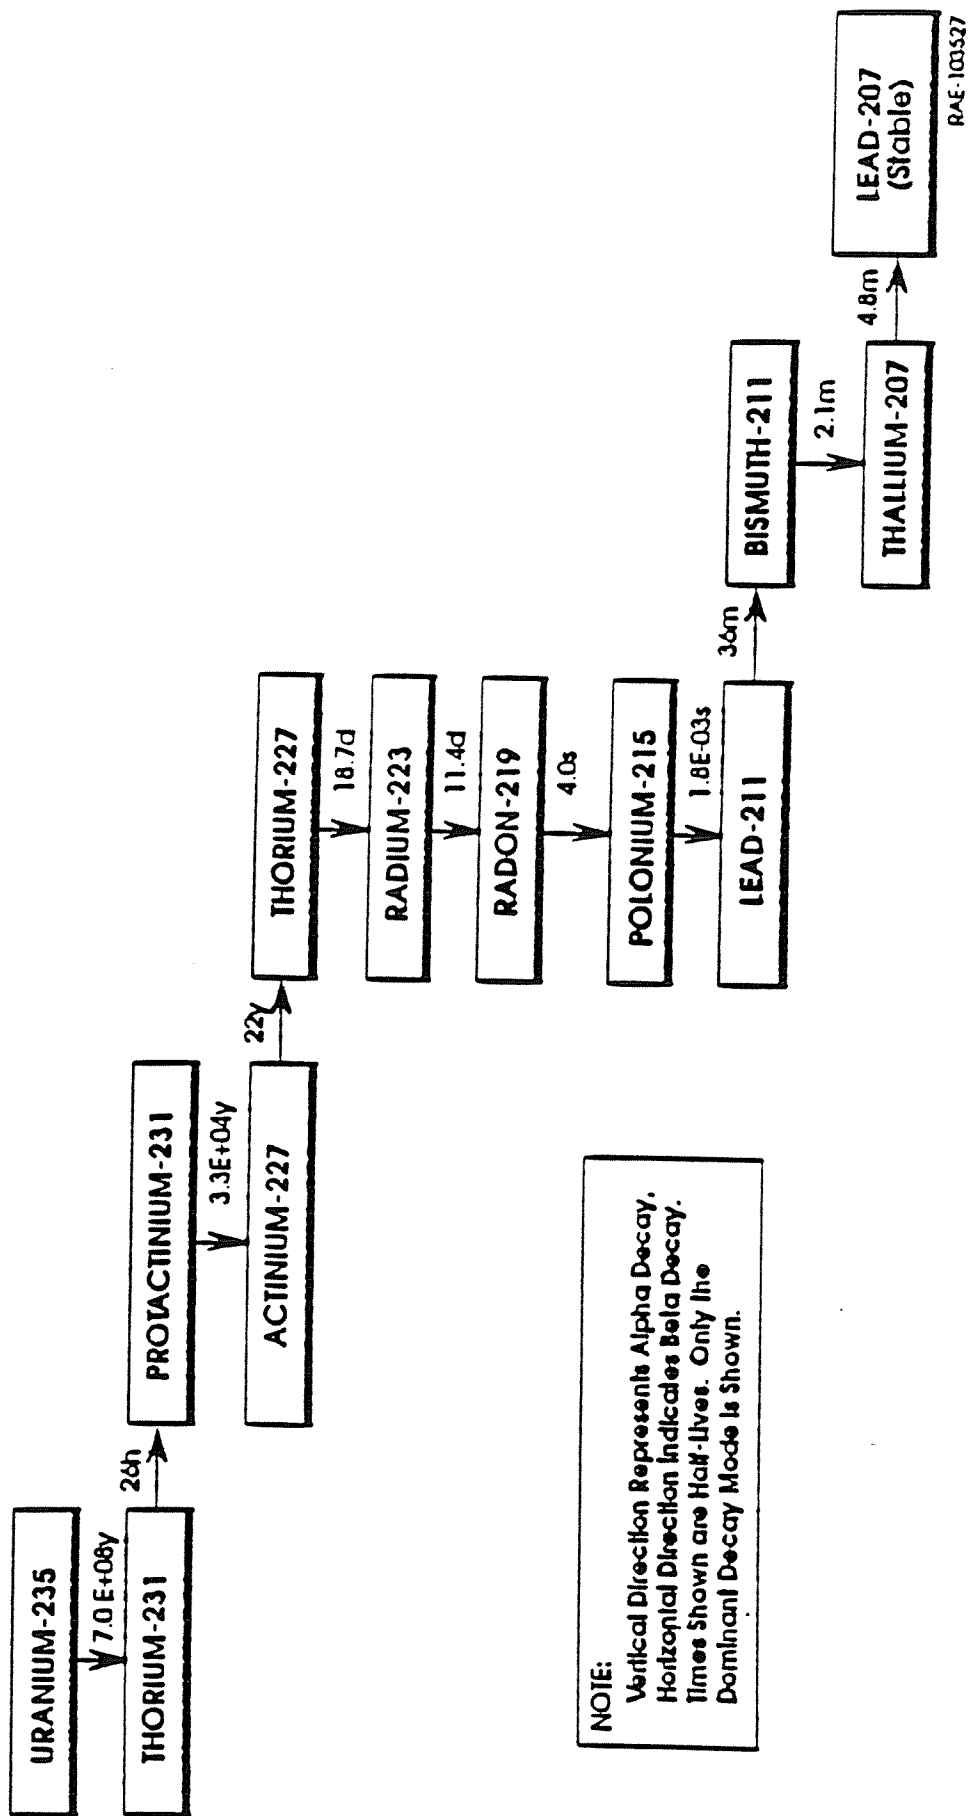 URANIUM-235
7.0 E+08y
THORIUM-231
26h
PROTACTINIUM-231
3.3E+04y
ACTINIUM-227
22y
THORIUM-227
18.7d
RADIUM-223
11.4d
RADON-219
4.0s
POLONIUM-215
1.8E-03s
LEAD-211
36m
BISMUTH-211
2.1m
THALLIUM-207
4.8m
LEAD-207
(Stable)
NOTE:
Vertical Direction Represents Alpha Decay,
Horizontal Direction Indicates Beta Decay.
Times Shown are Half-Lives. Only the
Dominant Decay Mode is Shown.
RAE-103527